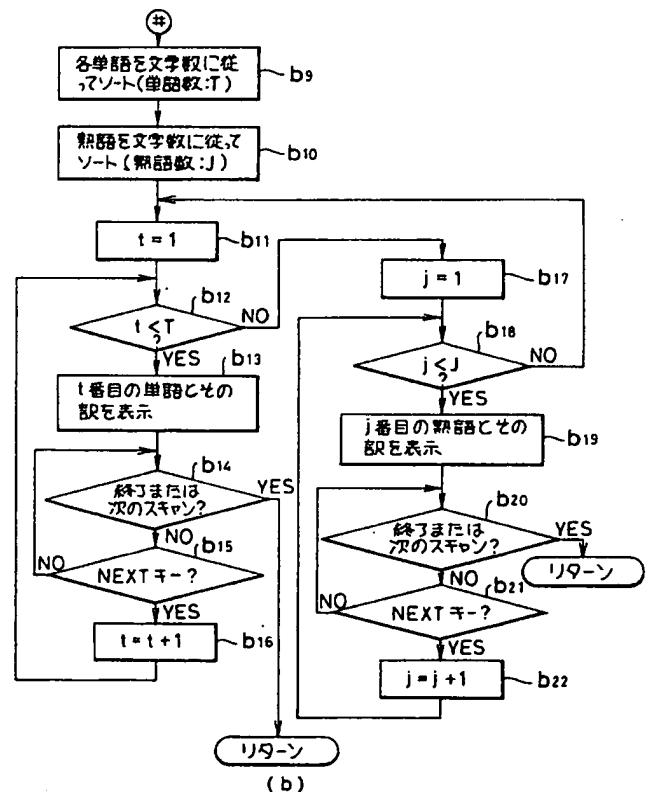 #
各単語を文字数に従
ってソート(単語数:T)
b9
熟語を文字数に従って
ソート(熟語数:J)
b10
t=1
b11
b12
t<T
?
NO
YES
b13
t番目の単語とその
訳を表示
b14
終了または
次のスキャン?
YES
NO
b15
NEXTキー?
NO
YES
t=t+1
b16
リターン
j=1
b17
b18
j<J
?
NO
YES
j番目の熟語とその
訳を表示
b19
b20
終了または
次のスキャン?
YES
リターン
NO
b21
NEXTキー?
NO
YES
j=j+1
b22
(b)